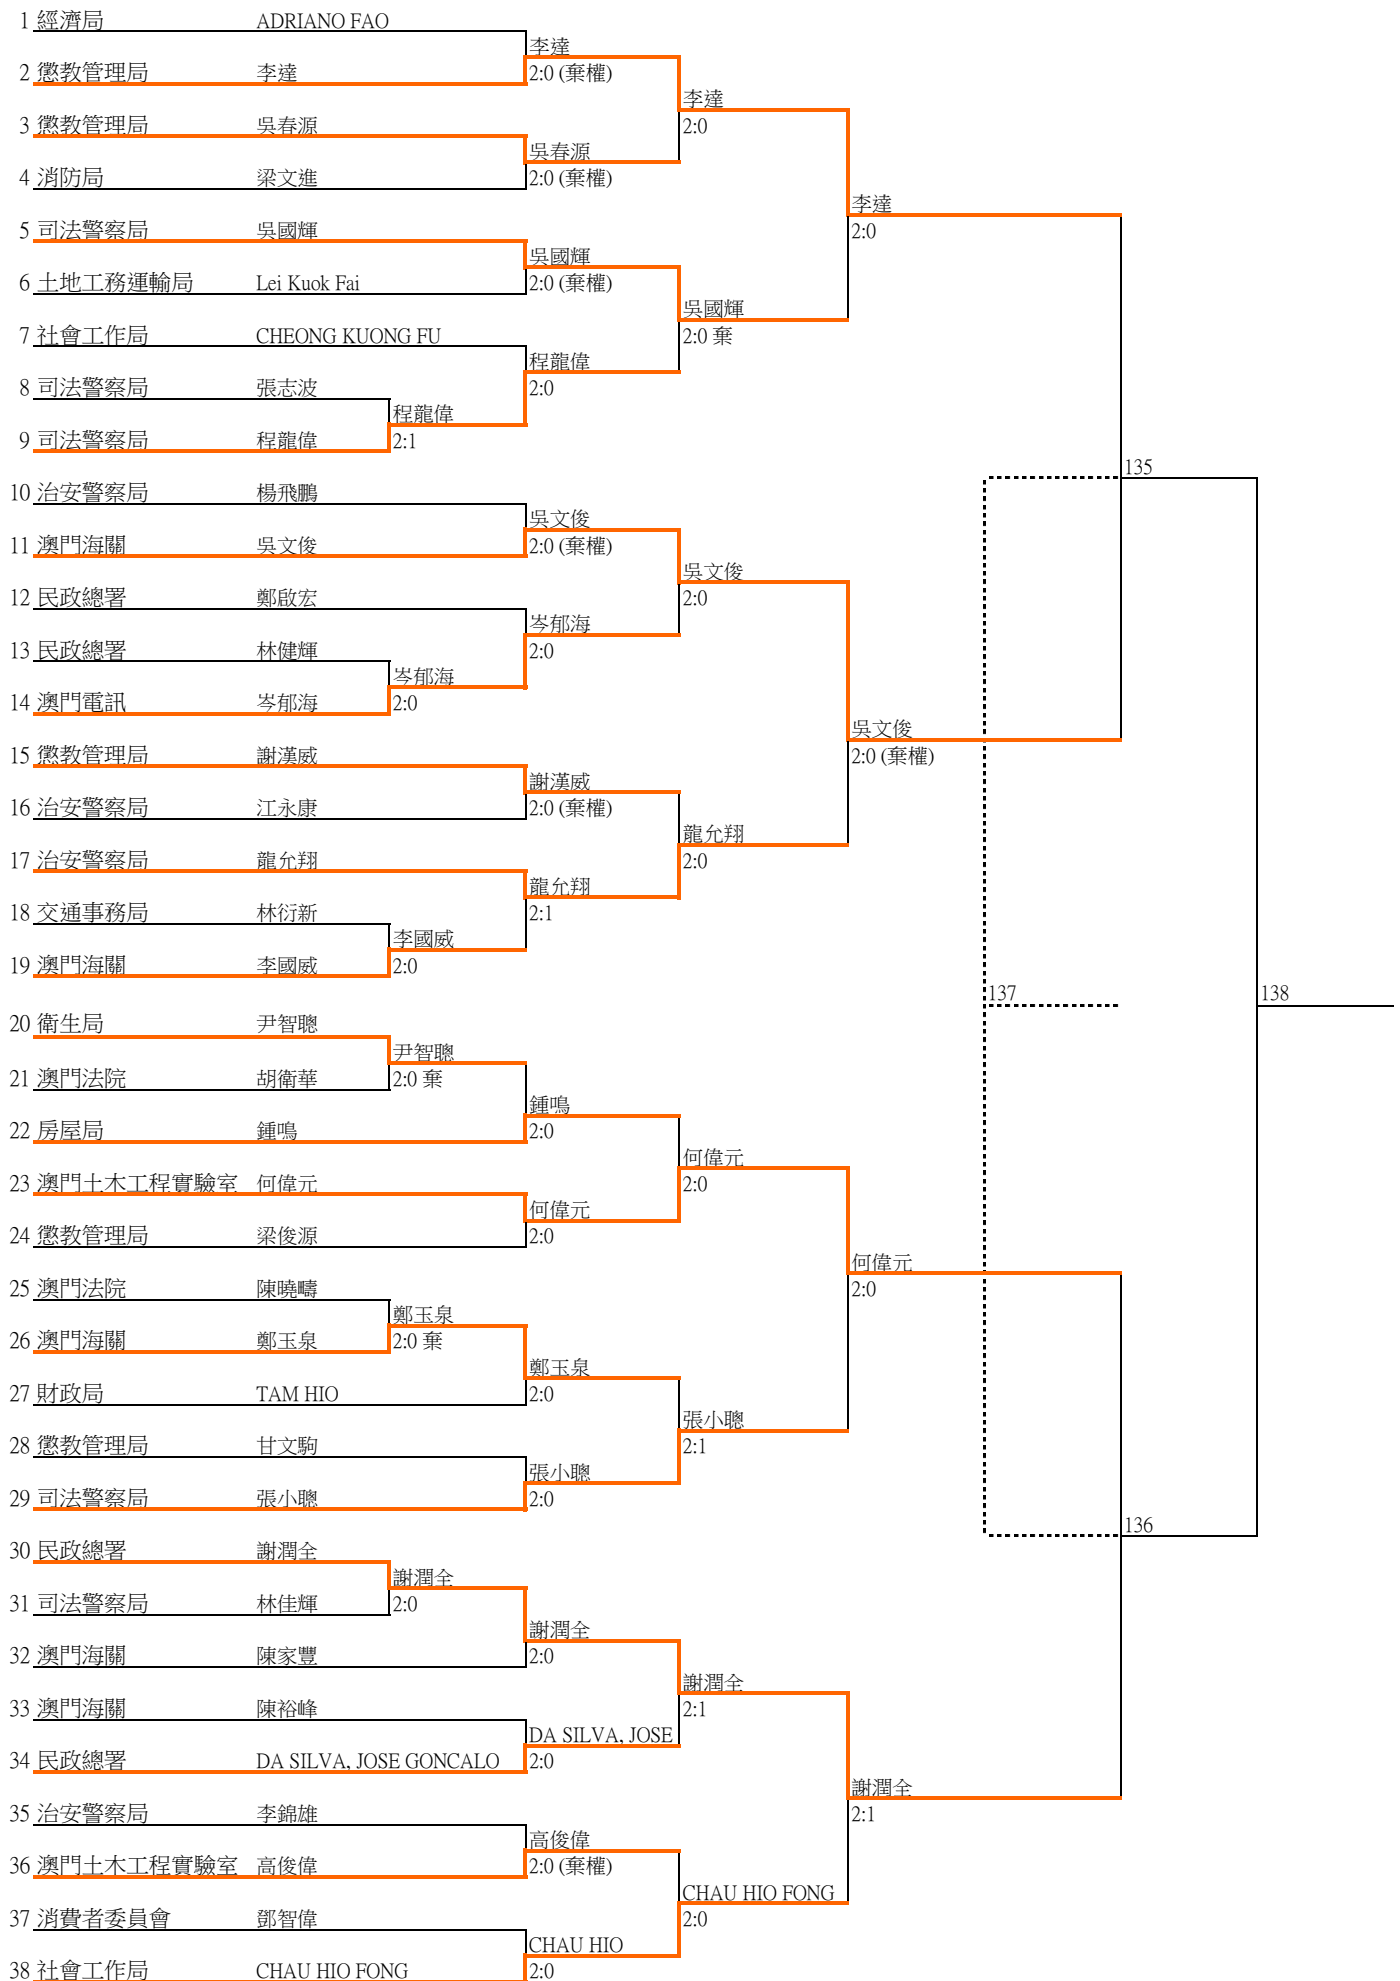 1 經濟局 ADRIANO FAO
李達
2 懲教管理局 李達 2:0 (棄權)
李達
3 懲教管理局 吳春源 2:0
吳春源
4 消防局 梁文進 2:0 (棄權)
李達
5 司法警察局 吳國輝 2:0
吳國輝
6 土地工務運輸局 Lei Kuok Fai 2:0 (棄權)
吳國輝
7 社會工作局 CHEONG KUONG FU 2:0 棄
程龍偉
8 司法警察局 張志波 2:0
程龍偉
9 司法警察局 程龍偉 2:1
135
10 治安警察局 楊飛鵬
吳文俊
11 澳門海關 吳文俊 2:0 (棄權)
吳文俊
12 民政總署 鄭啟宏 2:0
岑郁海
13 民政總署 林健輝 2:0
岑郁海
14 澳門電訊 岑郁海 2:0
吳文俊
15 懲教管理局 謝漢威 2:0 (棄權)
謝漢威
16 治安警察局 江永康 2:0 (棄權)
龍允翔
17 治安警察局 龍允翔 2:0
龍允翔
18 交通事務局 林衍新 2:1
李國威
19 澳門海關 李國威 2:0
137 138
20 衛生局 尹智聰
尹智聰
21 澳門法院 胡衛華 2:0 棄
鍾鳴
22 房屋局 鍾鳴 2:0
何偉元
23 澳門土木工程實驗室 何偉元 2:0
何偉元
24 懲教管理局 梁俊源 2:0
何偉元
25 澳門法院 陳曉疇 2:0
鄭玉泉
26 澳門海關 鄭玉泉 2:0 棄
鄭玉泉
27 財政局 TAM HIO 2:0
張小聰
28 懲教管理局 甘文駒 2:1
張小聰
29 司法警察局 張小聰 2:0
136
30 民政總署 謝潤全
謝潤全
31 司法警察局 林佳輝 2:0
謝潤全
32 澳門海關 陳家豐 2:0
謝潤全
33 澳門海關 陳裕峰 2:1
DA SILVA, JOSE
34 民政總署 DA SILVA, JOSE GONCALO 2:0
謝潤全
35 治安警察局 李錦雄 2:1
高俊偉
36 澳門土木工程實驗室 高俊偉 2:0 (棄權)
CHAU HIO FONG
37 消費者委員會 鄧智偉 2:0
CHAU HIO
38 社會工作局 CHAU HIO FONG 2:0